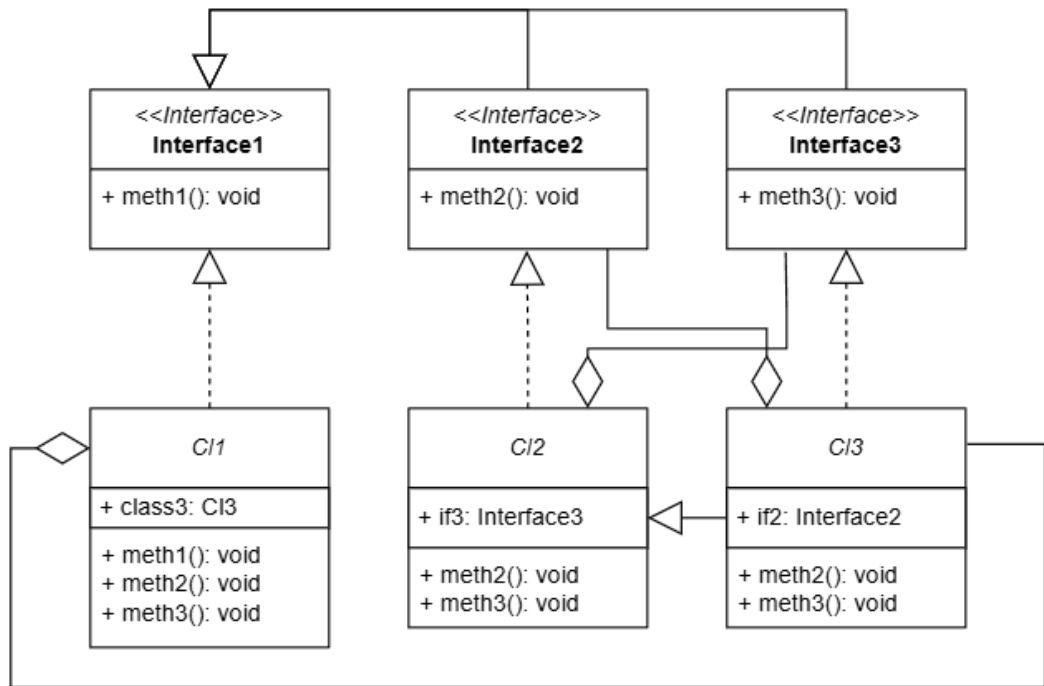 <<Interface>>
Interface1
+ meth1(): void
<<Interface>>
Interface2
+ meth2(): void
<<Interface>>
Interface3
+ meth3(): void
Cl1
+ class3: Cl3
+ meth1(): void
+ meth2(): void
+ meth3(): void
Cl2
+ if3: Interface3
+ meth2(): void
+ meth3(): void
Cl3
+ if2: Interface2
+ meth2(): void
+ meth3(): void